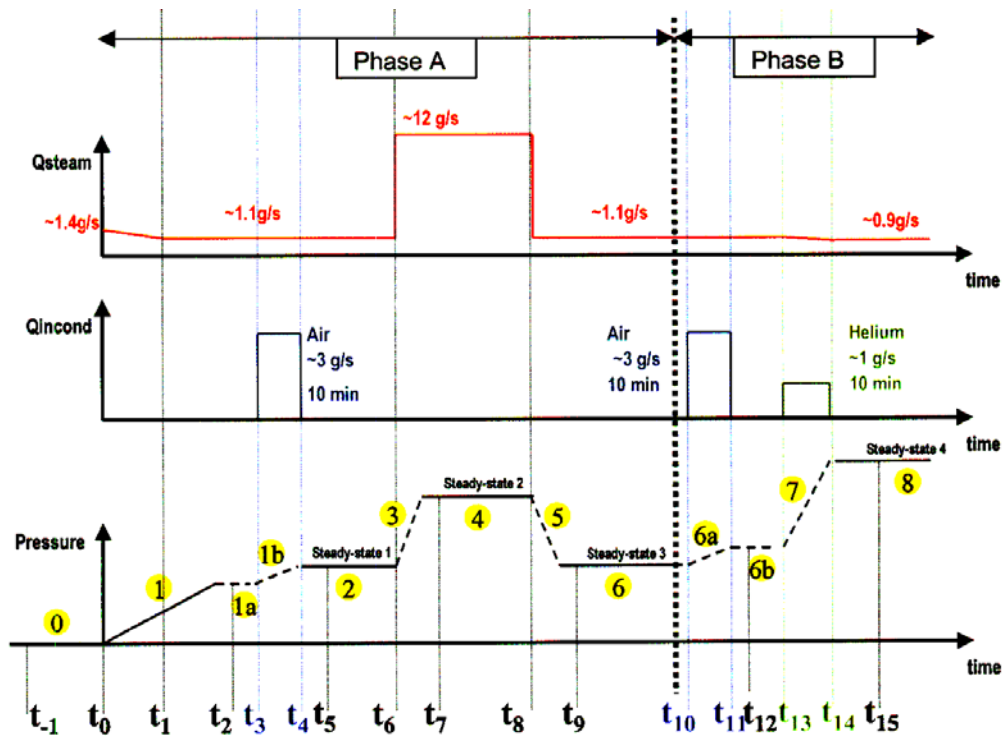 Phase A
Phase B
~12 g/s
Qsteam
~1.4g/s
~1.1g/s
~1.1g/s
~0.9g/s
time
Qincond
Air
~3 g/s
10 min
Air
~3 g/s
10 min
Helium
~1 g/s
10 min
time
Steady-state 4
7
8
Steady-state 2
3
4
5
Pressure
1b
Steady-state 1
Steady-state 3
6a
6b
1
1a
2
6
0
time
t-1
t0
t1
t2
t3
t4
t5
t6
t7
t8
t9
t10
t11
t12
t13
t14
t15